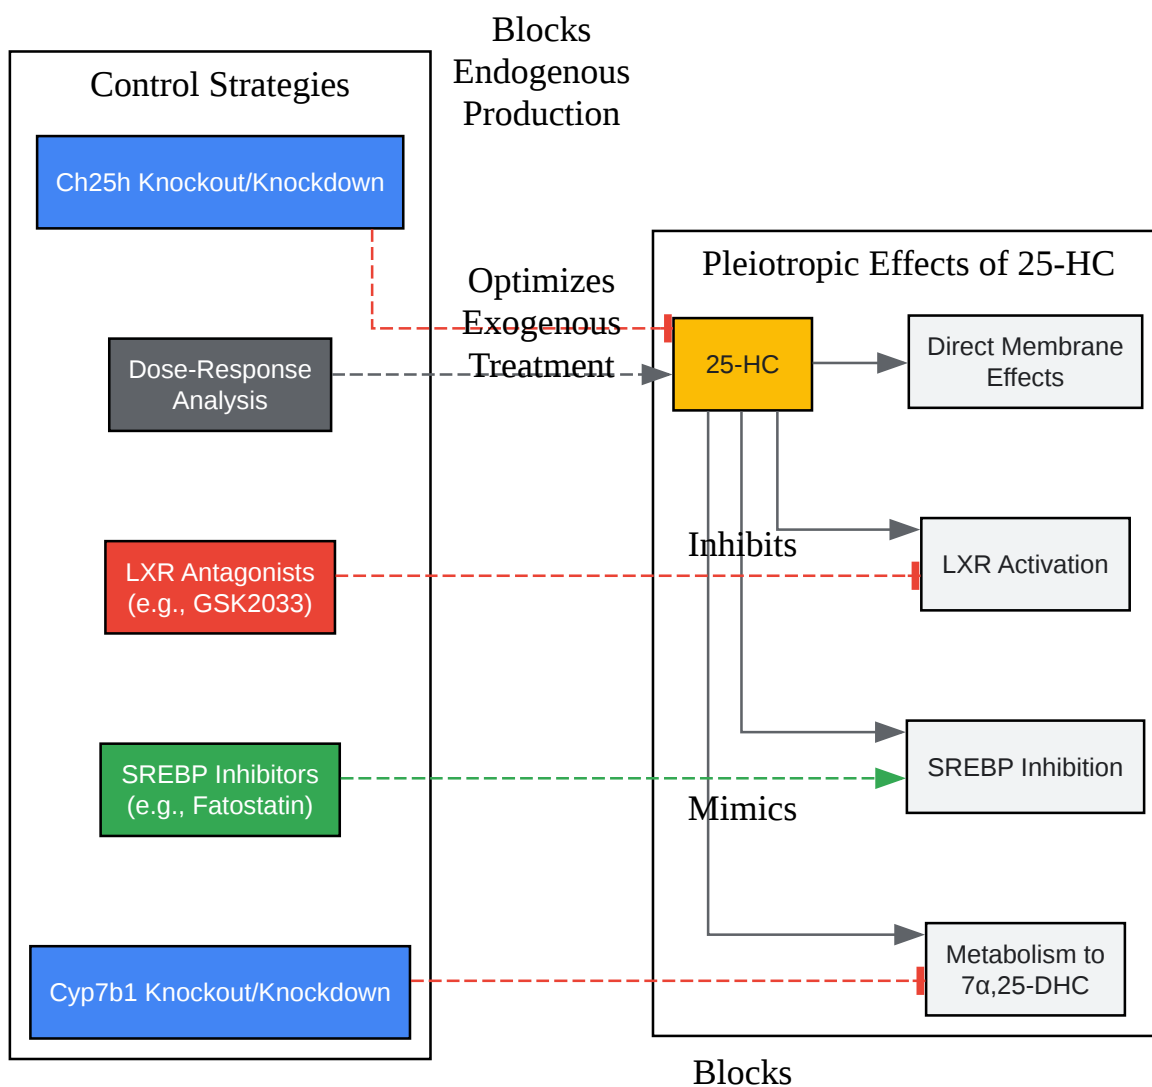 Blocks
Endogenous
Production
Control Strategies
Ch25h Knockout/Knockdown
Pleiotropic Effects of 25-HC
Optimizes
Exogenous
Treatment
Dose-Response
Analysis
25-HC
Direct Membrane
Effects
Inhibits
LXR Antagonists
(e.g., GSK2033)
LXR Activation
SREBP Inhibitors
(e.g., Fatostatin)
SREBP Inhibition
Mimics
Cyp7b1 Knockout/Knockdown
Metabolism to
7α,25-DHC
Blocks